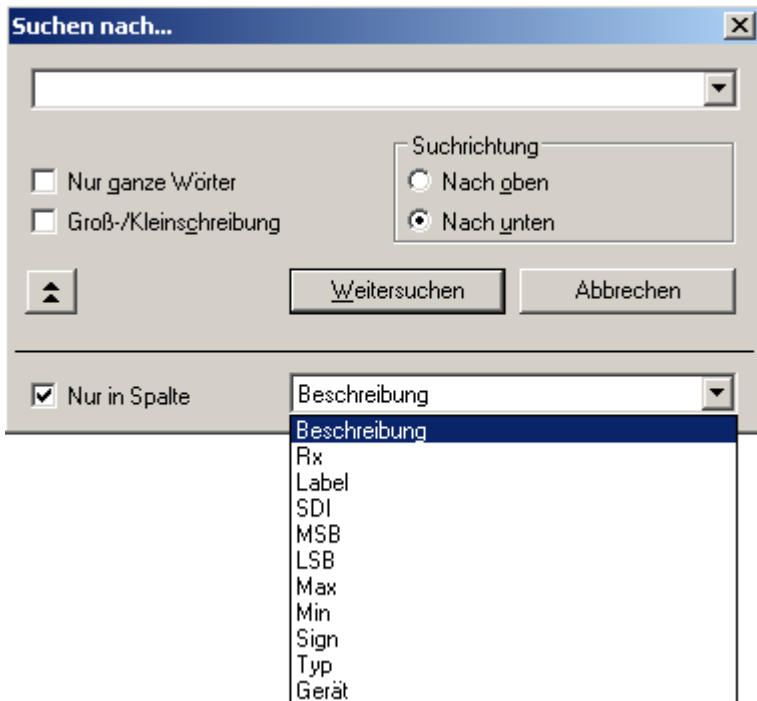 Suchen nach...
Suchrichtung
Nur ganze Wörter
Nach oben
Groß-/Kleinschreibung
Nach unten
Weitersuchen
Abbrechen
Nur in Spalte
Beschreibung
Beschreibung
Rx
Label
SDI
MSB
LSB
Max
Min
Sign
Typ
Gerät